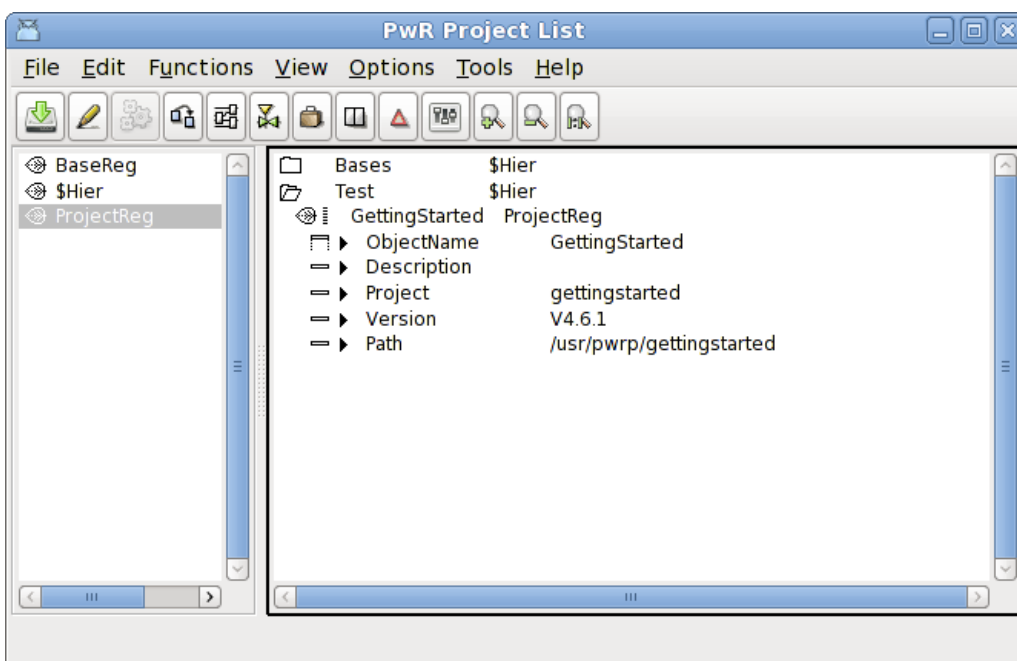 PwR Project List
File Edit Functions View Options Tools Help
BaseReg
$Hier
ProjectReg
Bases $Hier
Test $Hier
GettingStarted ProjectReg
ObjectName GettingStarted
Description
Project gettingstarted
Version V4.6.1
Path /usr/pwrp/gettingstarted